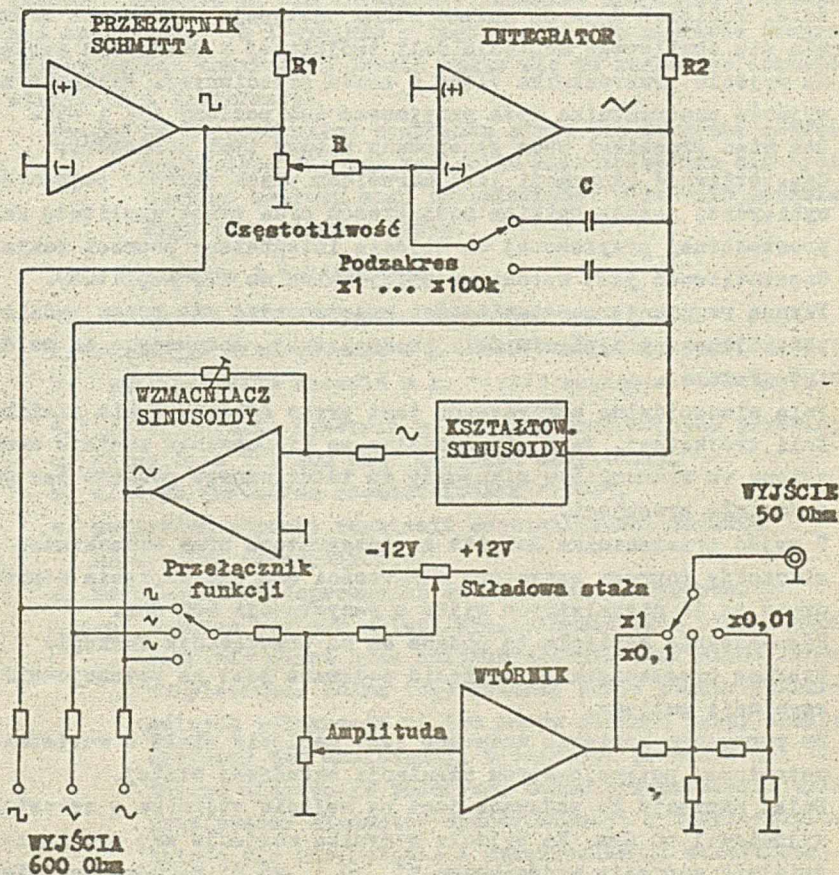 PRZERZUTNIK
SCHMITT'A
INTEGRATOR
R1
R2
(+)
(+)
R
(-)
(-)
C
Częstotliwość
Podzakres
x1 ... x100k
WZMACNIACZ
SINUSOIDY
KSZTAŁTOW.
SINUSOIDY
WYJŚCIE
50 Ohm
-12V
+12V
Przełącznik
funkcji
Składowa stała
x1
x0,01
x0,1
WTÓRNIK
Amplituda
WYJŚCIA
600 Ohm